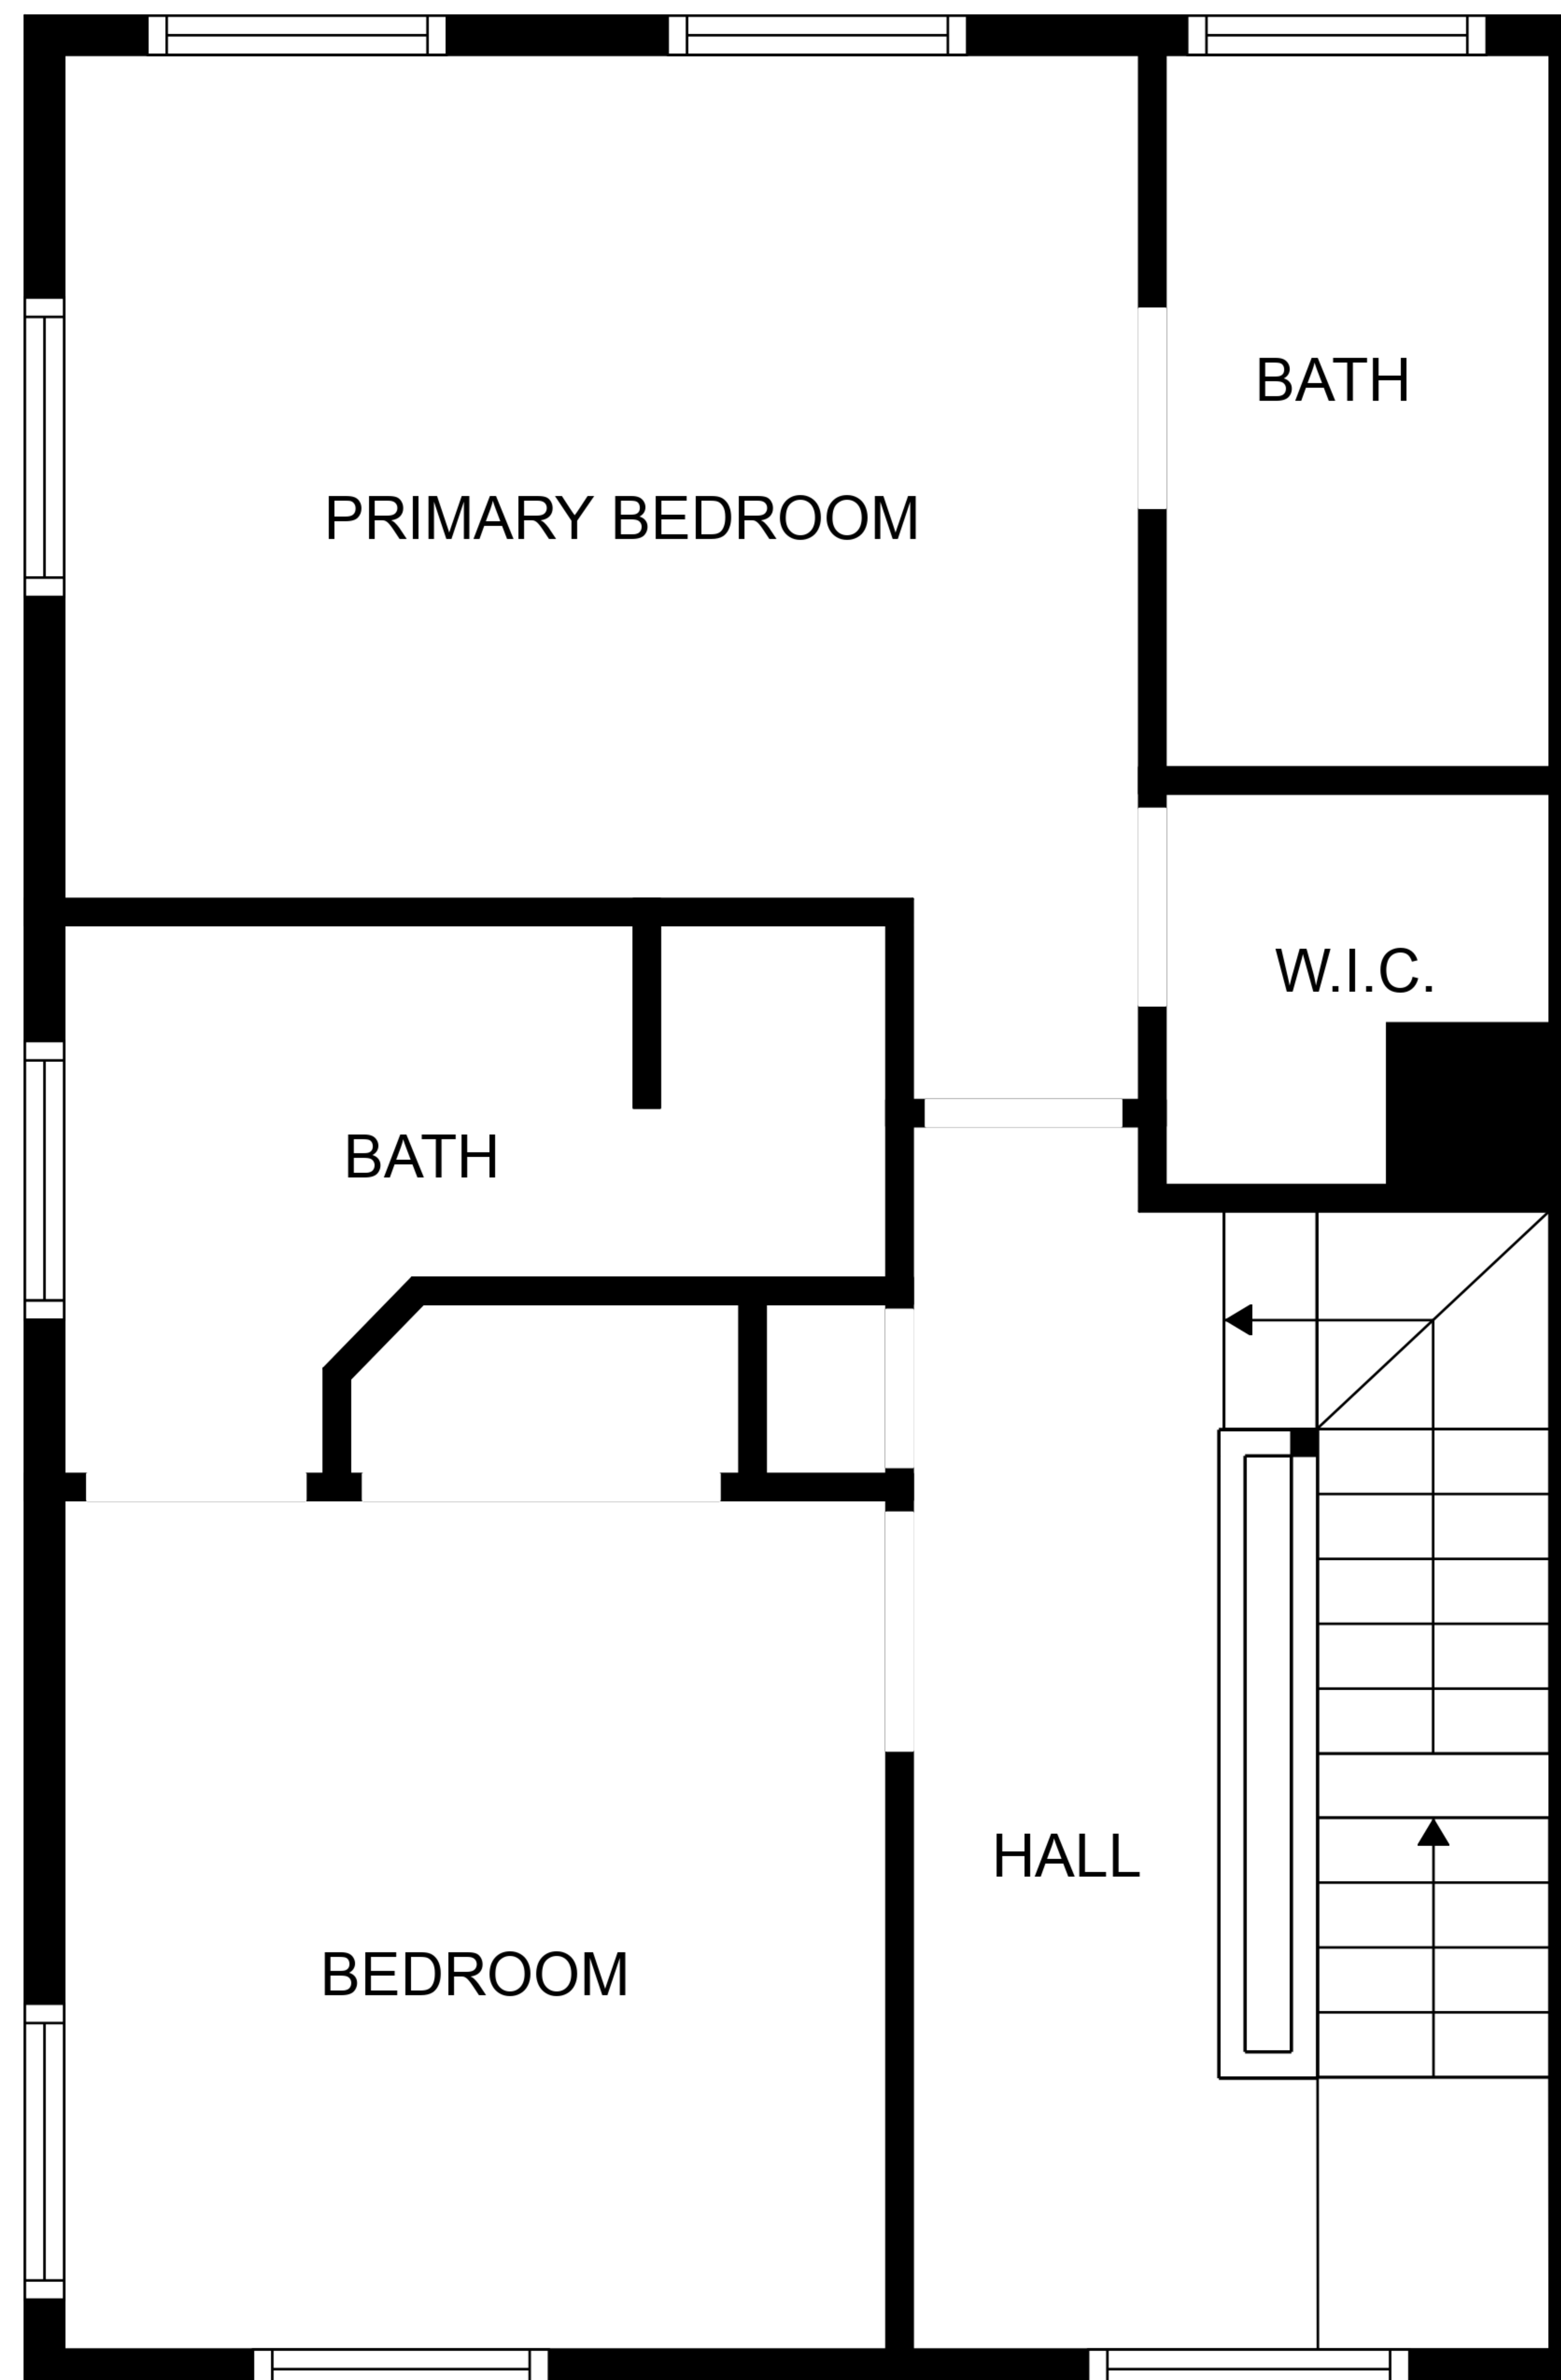 BATH
PRIMARY BEDROOM
W.I.C.
BATH
HALL
BEDROOM